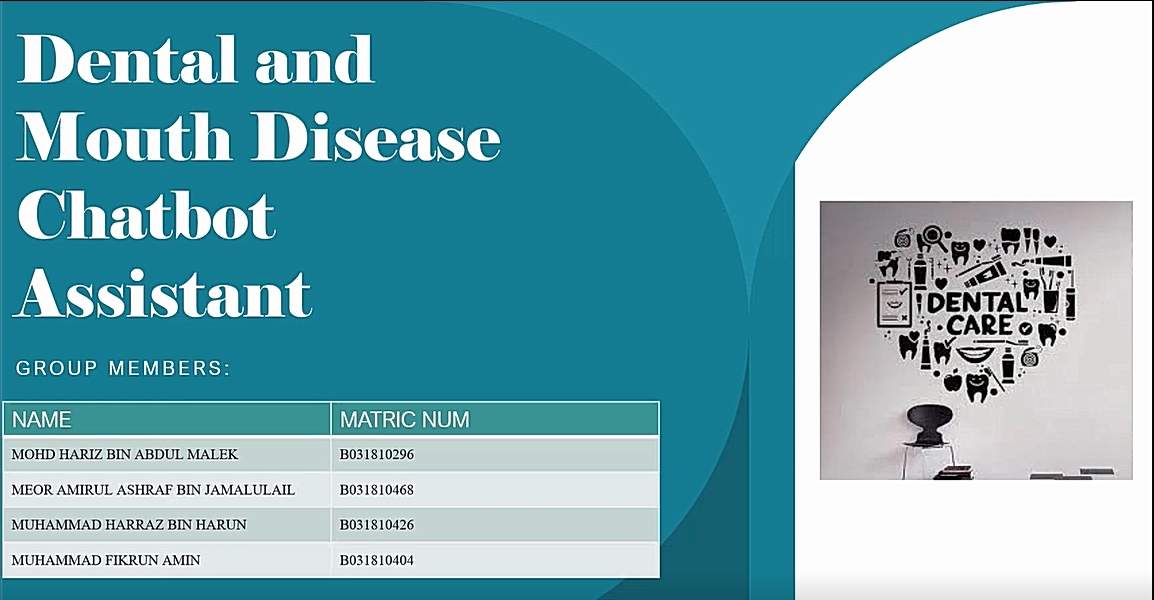 Dental and
Mouth Disease
Chatbot
Assistant
GROUP MEMBERS:
NAME MATRIC NUM
MOHD HARIZ BIN ABDUL MALEK B031810296
MEOR AMIRUL ASHRAF BIN JAMALULAIL B031810468
MUHAMMAD HARRAZ BIN HARUN B031810426
MUHAMMAD FIKRUN AMIN B031810404
DENTAL
CARE